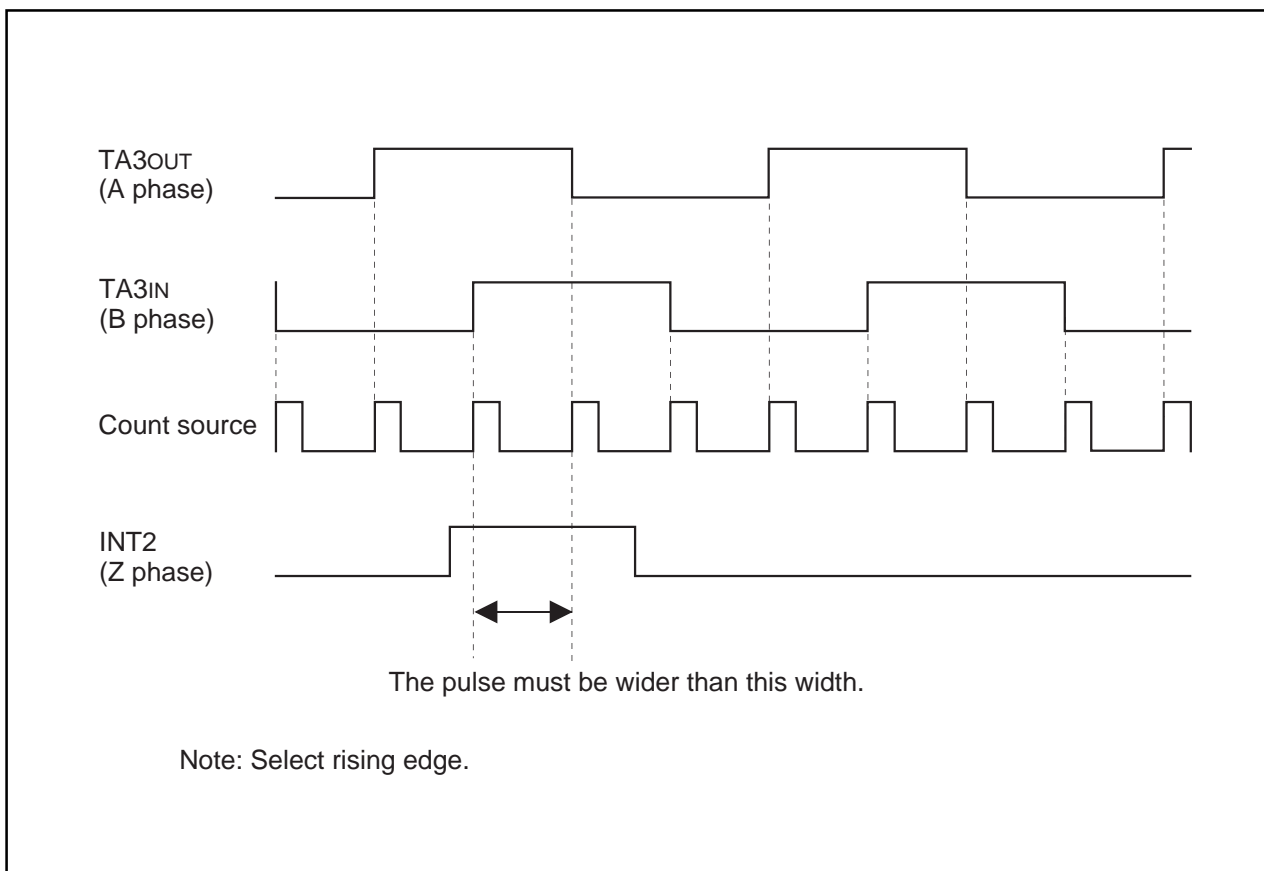 TA3OUT
(A phase)
TA3IN
(B phase)
Count source
INT2
(Z phase)
The pulse must be wider than this width.
Note: Select rising edge.